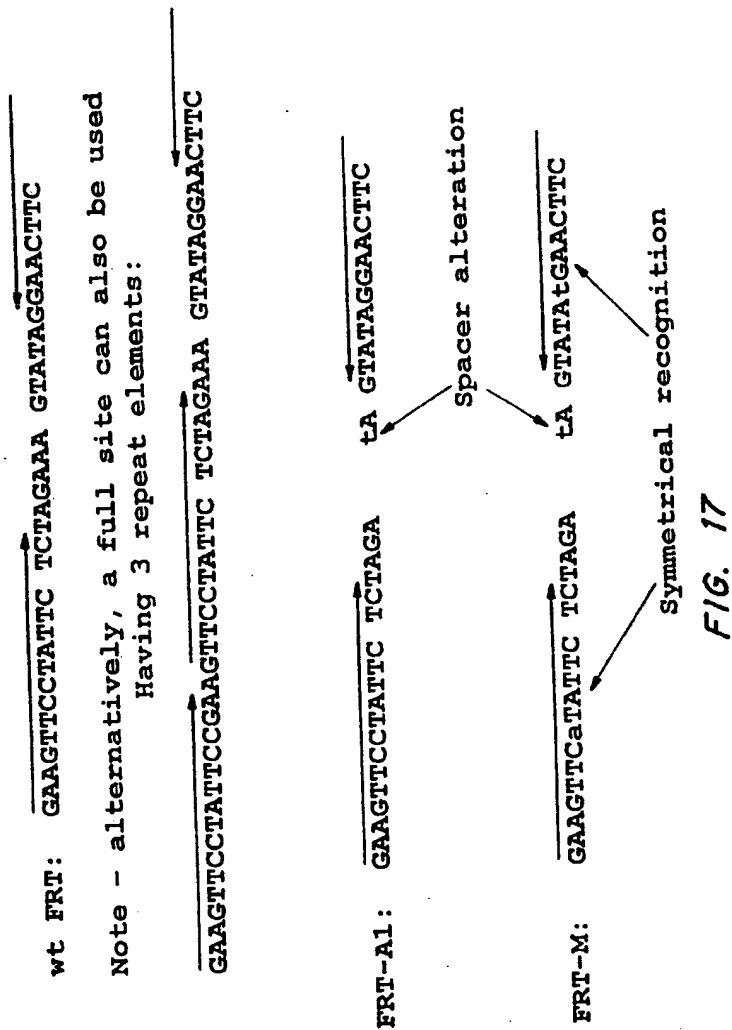 wt FRT: GAAGTTCCTATTC TCTAGAAA GTATAGGAACTTC
Note - alternatively, a full site can also be used
Having 3 repeat elements:
GAAGTTCCTATTCCGAAGTTCCTATTC TCTAGAAA GTATAGGAACTTC
FRT-A1: GAAGTTCCTATTC TCTAGA tA GTATAGGAACTTC
Spacer alteration
FRT-M: GAAGTTCaTATTC TCTAGA tA GTATAtGAACTTC
Symmetrical recognition
FIG. 17